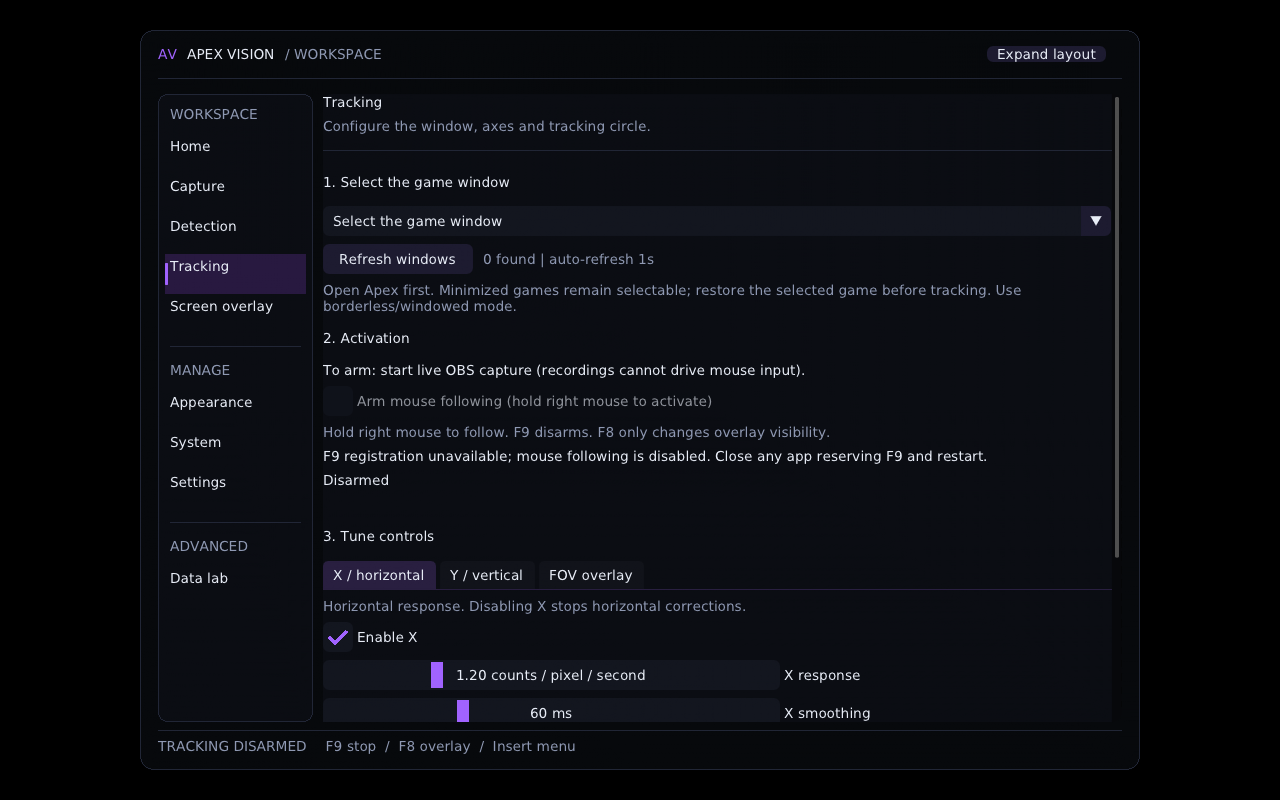 AV APEX VISION / WORKSPACE
Expand layout
WORKSPACE
Home
Capture
Detection
Tracking
Screen overlay
MANAGE
Appearance
System
Settings
ADVANCED
Data lab
Tracking
Configure the window, axes and tracking circle.
1. Select the game window
Select the game window
Refresh windows 0 found | auto-refresh 1s
Open Apex first. Minimized games remain selectable; restore the selected game before tracking. Use
borderless/windowed mode.
2. Activation
To arm: start live OBS capture (recordings cannot drive mouse input).
Arm mouse following (hold right mouse to activate)
Hold right mouse to follow. F9 disarms. F8 only changes overlay visibility.
F9 registration unavailable; mouse following is disabled. Close any app reserving F9 and restart.
Disarmed
3. Tune controls
X / horizontal Y / vertical FOV overlay
Horizontal response. Disabling X stops horizontal corrections.
Enable X
1.20 counts / pixel / second X response
60 ms X smoothing
TRACKING DISARMED F9 stop / F8 overlay / Insert menu